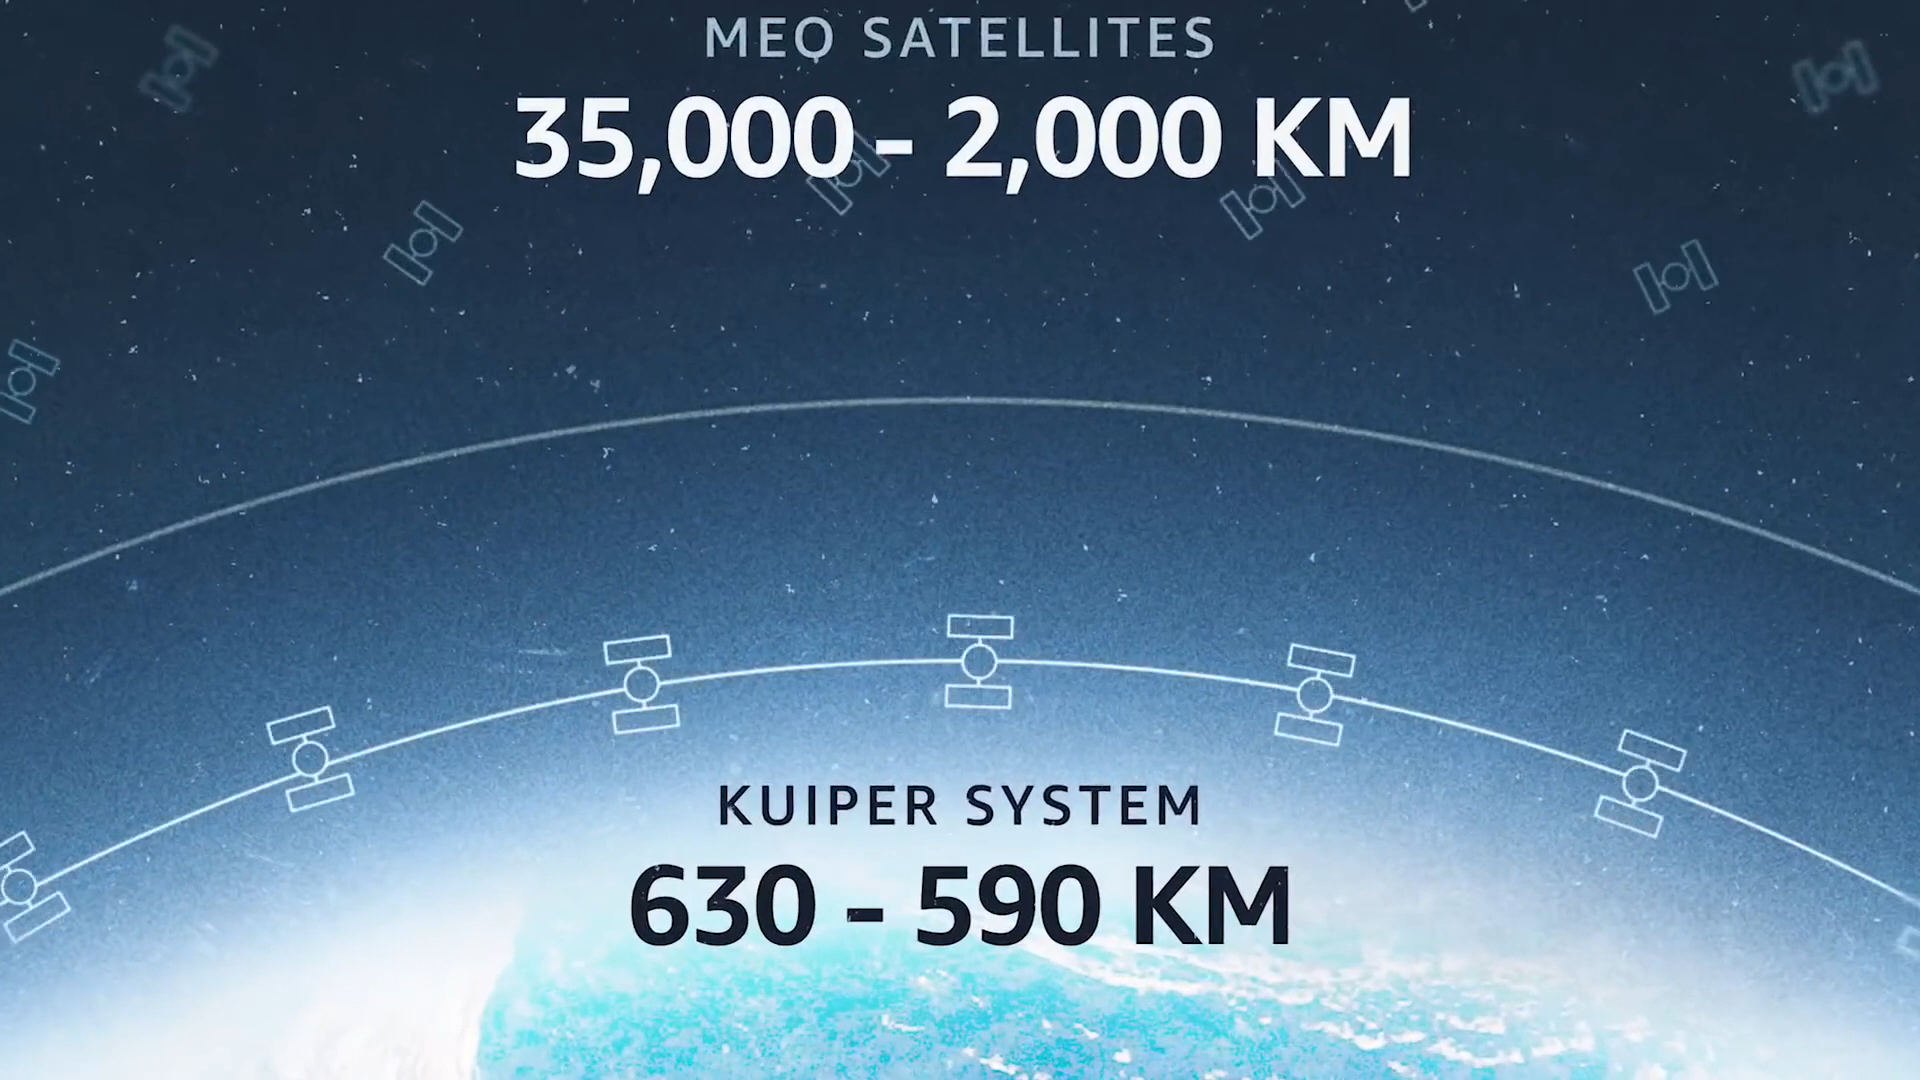 MEO SATELLITES
35,000 - 2,000 KM
KUIPER SYSTEM
630 - 590 KM